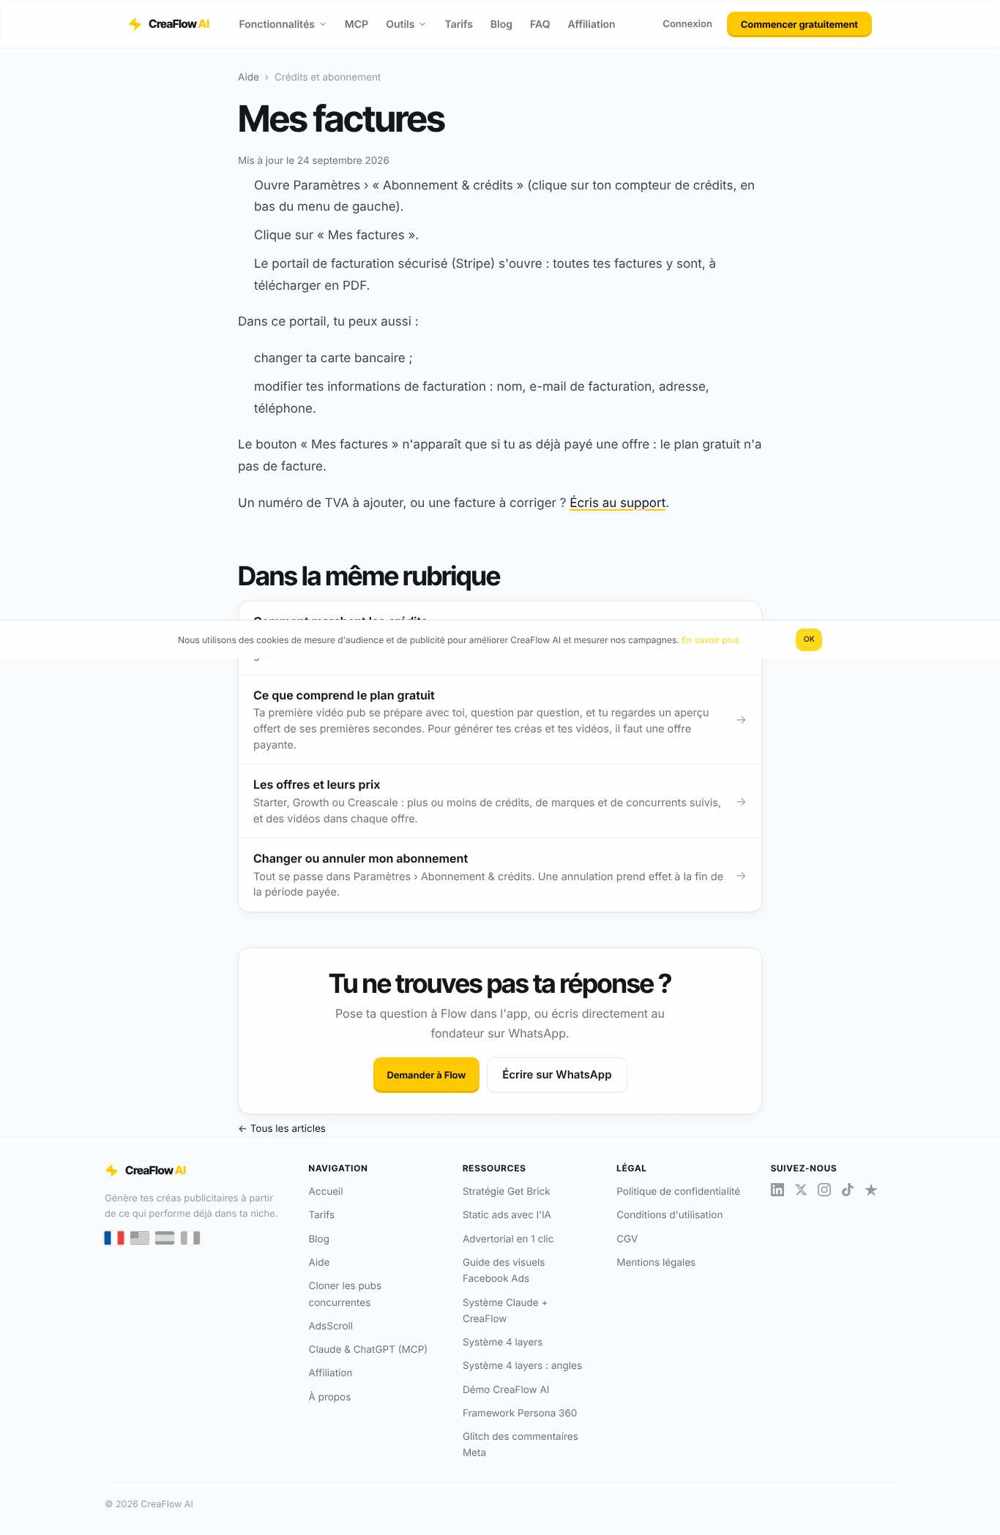 CreaFlow AI
Fonctionnalités
MCP
Outils
Tarifs
Blog
FAQ
Affiliation
Connexion
Commencer gratuitement
Aide › Crédits et abonnement
Mes factures
Mis à jour le 24 septembre 2026
Ouvre Paramètres › « Abonnement & crédits » (clique sur ton compteur de crédits, en
bas du menu de gauche).
Clique sur « Mes factures ».
Le portail de facturation sécurisé (Stripe) s'ouvre : toutes tes factures y sont, à
télécharger en PDF.
Dans ce portail, tu peux aussi :
changer ta carte bancaire ;
modifier tes informations de facturation : nom, e-mail de facturation, adresse,
téléphone.
Le bouton « Mes factures » n'apparaît que si tu as déjà payé une offre : le plan gratuit n'a
pas de facture.
Un numéro de TVA à ajouter, ou une facture à corriger ? Écris au support.
Dans la même rubrique
Nous utilisons des cookies de mesure d'audience et de publicité pour améliorer CreaFlow AI et mesurer nos campagnes. En savoir plus
OK
Ce que comprend le plan gratuit
Ta première vidéo pub se prépare avec toi, question par question, et tu regardes un aperçu
offert de ses premières secondes. Pour générer tes créas et tes vidéos, il faut une offre
payante.
→
Les offres et leurs prix
Starter, Growth ou Creascale : plus ou moins de crédits, de marques et de concurrents suivis,
et des vidéos dans chaque offre.
→
Changer ou annuler mon abonnement
Tout se passe dans Paramètres › Abonnement & crédits. Une annulation prend effet à la fin de
la période payée.
→
Tu ne trouves pas ta réponse ?
Pose ta question à Flow dans l'app, ou écris directement au
fondateur sur WhatsApp.
Demander à Flow
Écrire sur WhatsApp
← Tous les articles
CreaFlow AI
Génère tes créas publicitaires à partir
de ce qui performe déjà dans ta niche.
NAVIGATION
Accueil
Tarifs
Blog
Aide
Cloner les pubs
concurrentes
AdsScroll
Claude & ChatGPT (MCP)
Affiliation
À propos
RESSOURCES
Stratégie Get Brick
Static ads avec l'IA
Advertorial en 1 clic
Guide des visuels
Facebook Ads
Système Claude +
CreaFlow
Système 4 layers
Système 4 layers : angles
Démo CreaFlow AI
Framework Persona 360
Glitch des commentaires
Meta
LÉGAL
Politique de confidentialité
Conditions d'utilisation
CGV
Mentions légales
SUIVEZ-NOUS
© 2026 CreaFlow AI